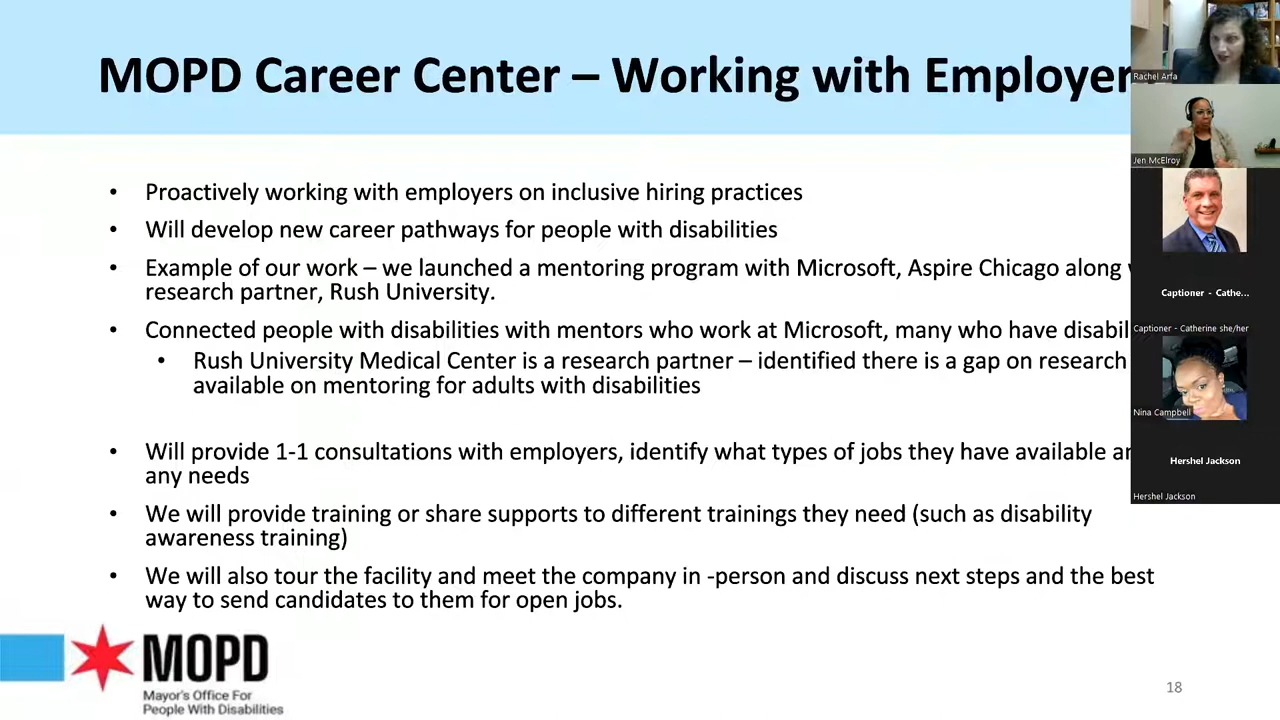 MOPD Career Center – Working with Employer
• Proactively working with employers on inclusive hiring practices
• Will develop new career pathways for people with disabilities
• Example of our work – we launched a mentoring program with Microsoft, Aspire Chicago along
research partner, Rush University.
• Connected people with disabilities with mentors who work at Microsoft, many who have disabil
• Rush University Medical Center is a research partner – identified there is a gap on research
available on mentoring for adults with disabilities
• Will provide 1-1 consultations with employers, identify what types of jobs they have available
any needs
• We will provide training or share supports to different trainings they need (such as disability
awareness training)
• We will also tour the facility and meet the company in -person and discuss next steps and the best
way to send candidates to them for open jobs.
MOPD
Mayor's Office For
People With Disabilities
18
Rachel Arfa
Jen McElroy
Captioner - Cathe...
Captioner - Catherine she/her
Nina Campbell
Hershel Jackson
Hershel Jackson